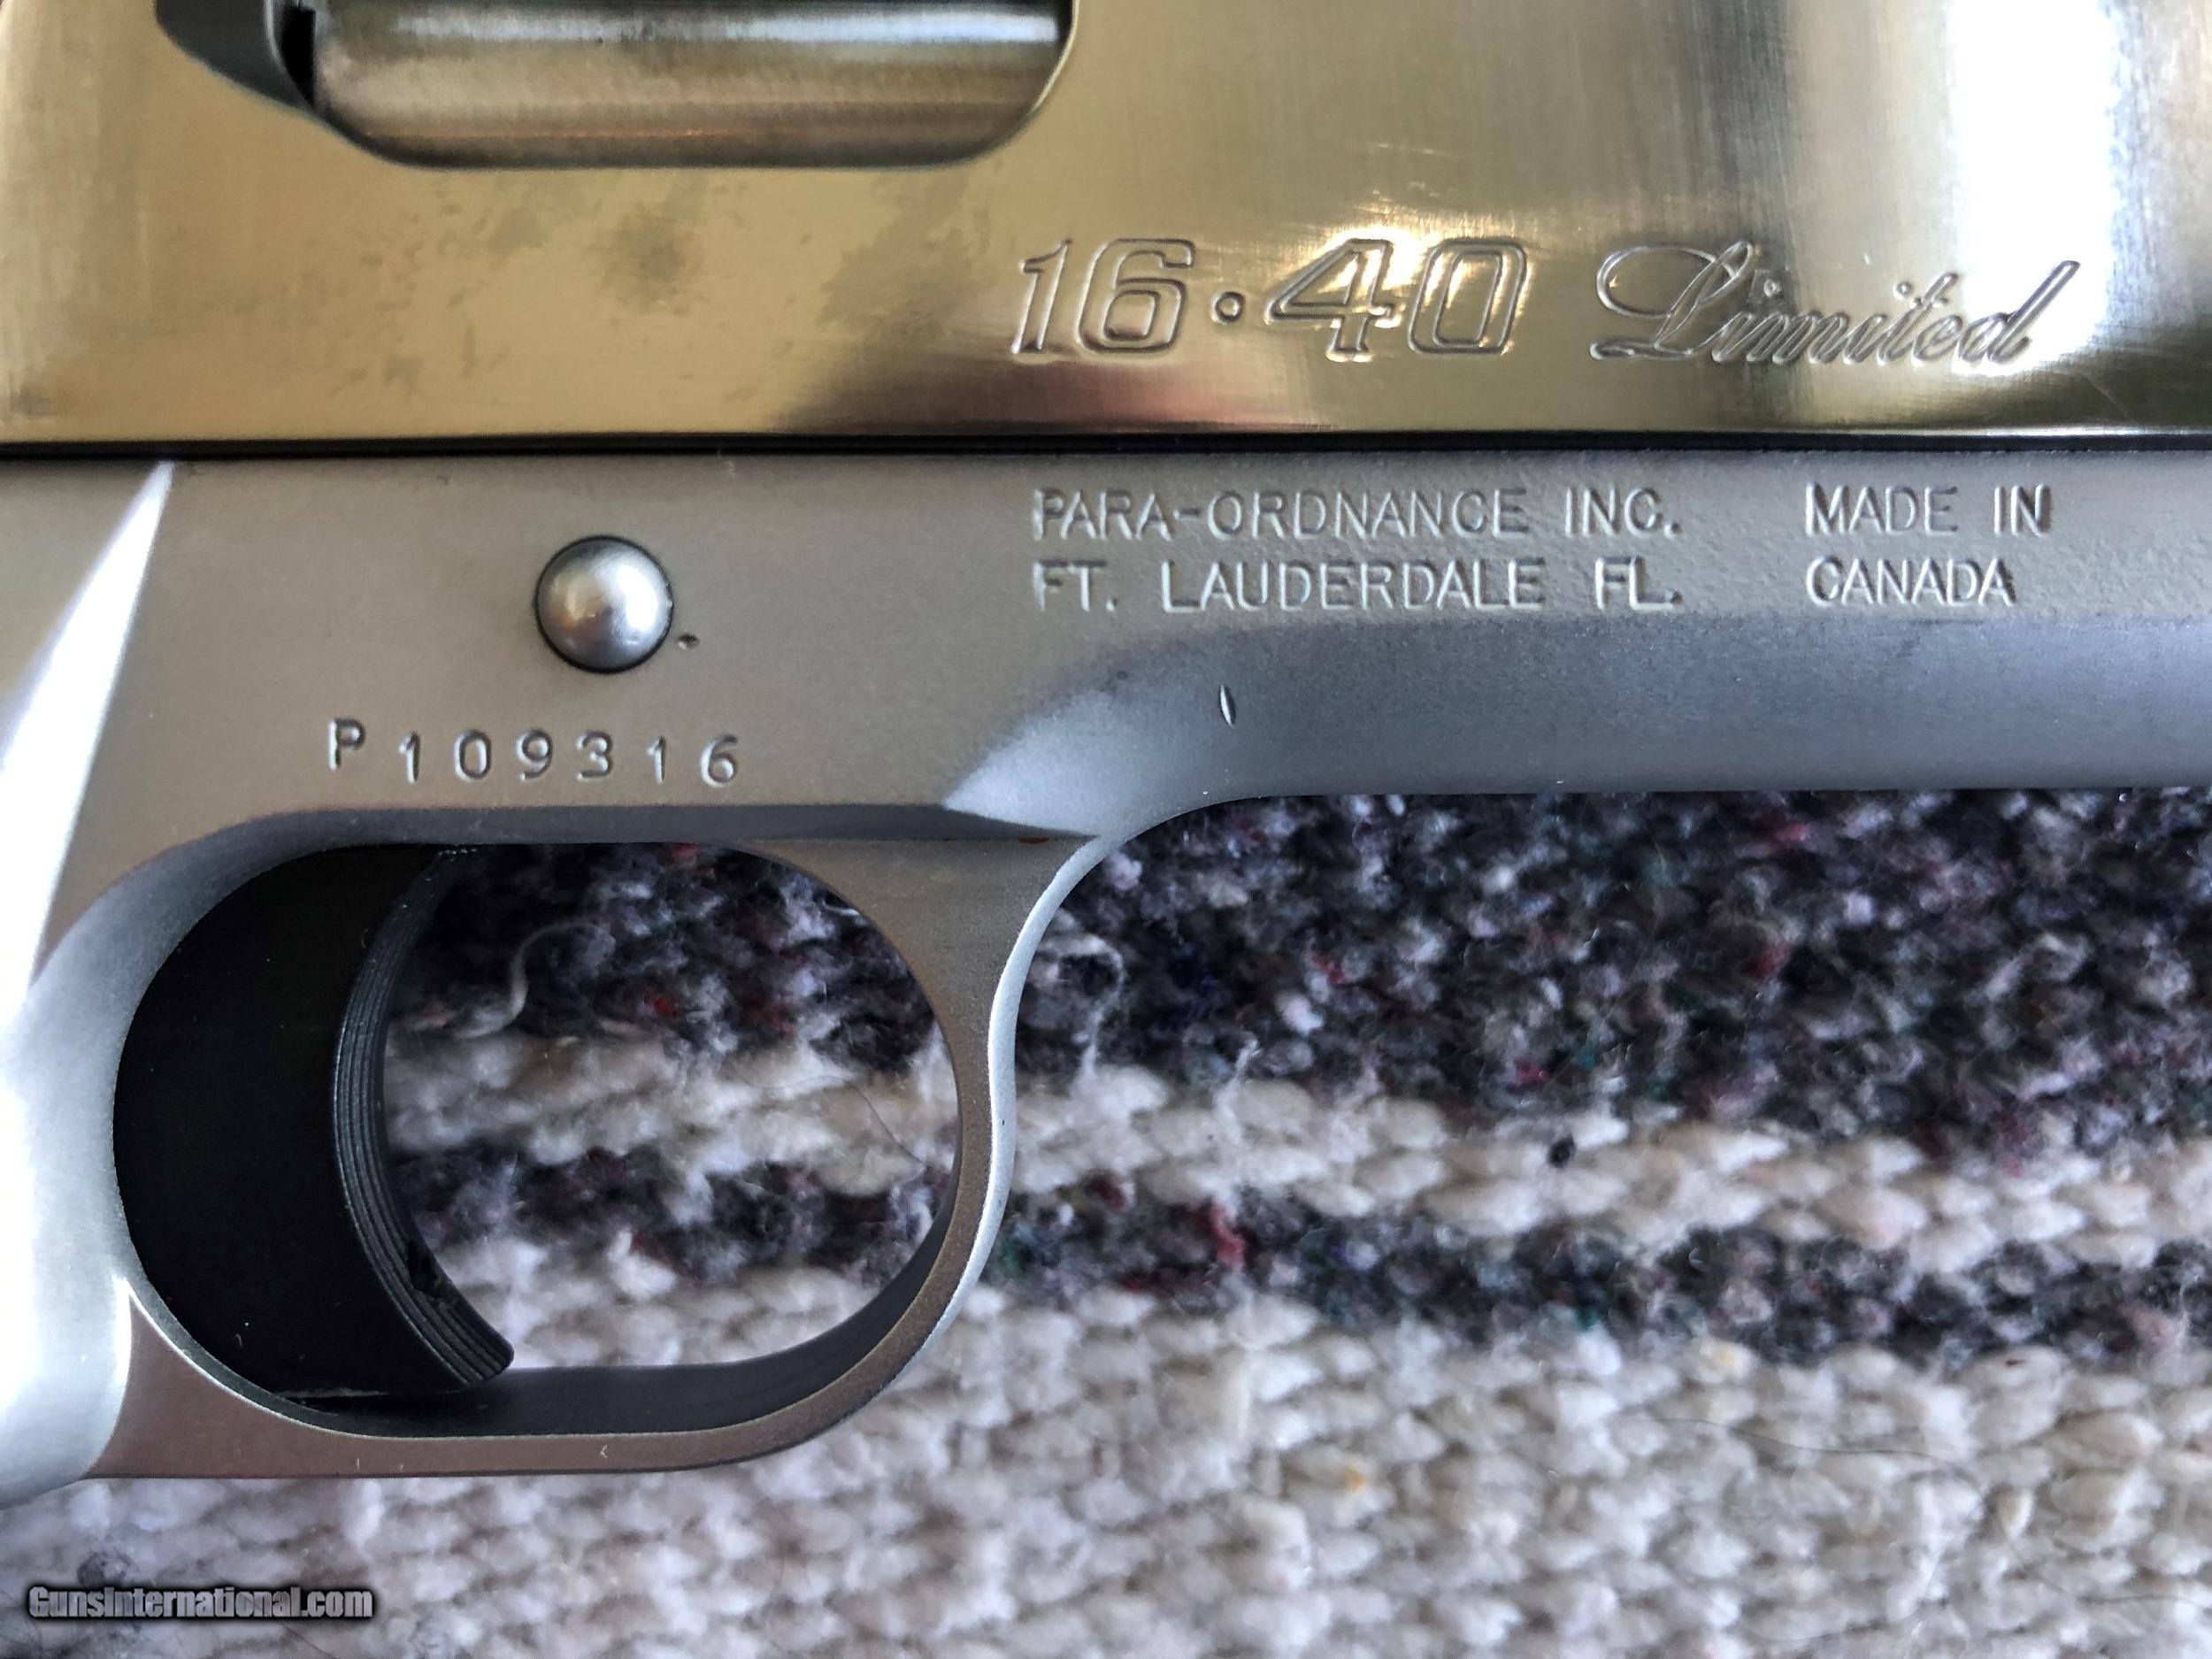 16·40 Limited
PARA-ORDNANCE INC. MADE IN
FT. LAUDERDALE FL. CANADA
P109316
GunsInternational.com